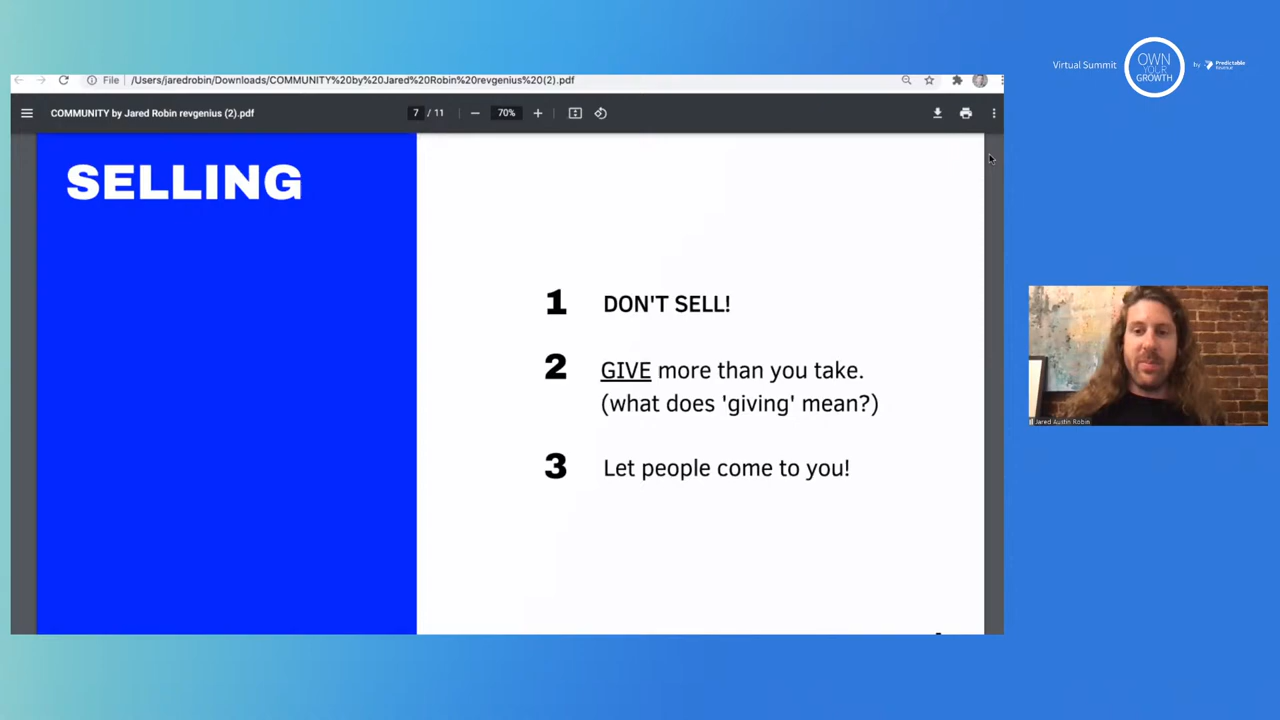 Virtual Summit
OWN
YOUR
GROWTH
by Predictable
Revenue
File /Users/jaredrobin/Downloads/COMMUNITY%20by%20Jared%20Robin%20revgenius%20(2).pdf
COMMUNITY by Jared Robin revgenius (2).pdf
7 / 11
70%
SELLING
1 DON'T SELL!
2 GIVE more than you take.
(what does 'giving' mean?)
3 Let people come to you!
Jared Austin Robin